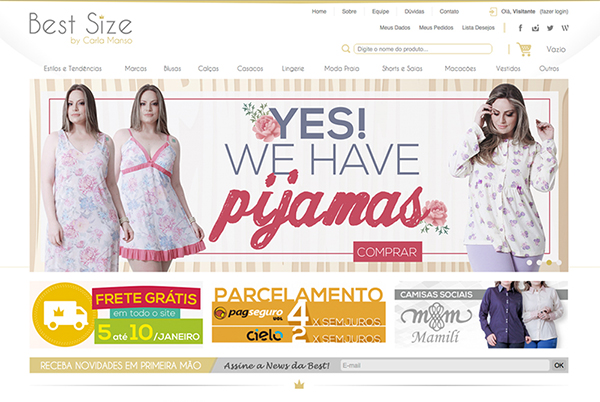 Best Size
by Carla Manso
Home Sobre Equipe Dúvidas Contato Olá, Visitante (fazer login)
Meus Dados Meus Pedidos Lista Desejos
Digite o nome do produto... Vazio
Estilos e Tendências Marcas Blusas Calças Casacos Lingerie Moda Praia Shorts e Saias Macacões Vestidos Outros
YES!
WE HAVE
pijamas
COMPRAR
FRETE GRÁTIS
em todo o site
5 até 10/JANEIRO
PARCELAMENTO
pagseguro UOL 4 X SEM JUROS
cielo 2 X SEM JUROS
CAMISAS SOCIAIS
m m
Mamili
RECEBA NOVIDADES EM PRIMEIRA MÃO Assine a News da Best! E-mail OK